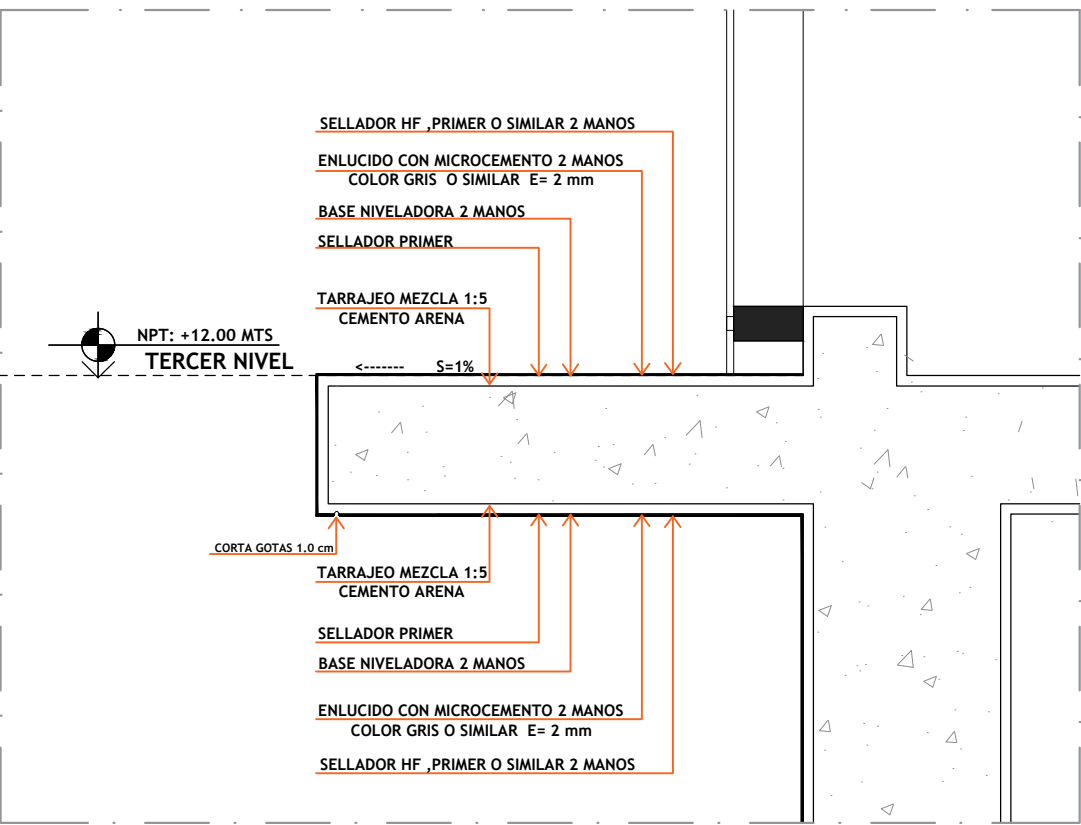 SELLADOR HF ,PRIMER O SIMILAR 2 MANOS
ENLUCIDO CON MICROCEMENTO 2 MANOS
COLOR GRIS O SIMILAR E= 2 mm
BASE NIVELADORA 2 MANOS
SELLADOR PRIMER
TARRAJEO MEZCLA 1:5
CEMENTO ARENA
NPT: +12.00 MTS
TERCER NIVEL
<------- S=1%
CORTA GOTAS 1.0 cm
TARRAJEO MEZCLA 1:5
CEMENTO ARENA
SELLADOR PRIMER
BASE NIVELADORA 2 MANOS
ENLUCIDO CON MICROCEMENTO 2 MANOS
COLOR GRIS O SIMILAR E= 2 mm
SELLADOR HF ,PRIMER O SIMILAR 2 MANOS